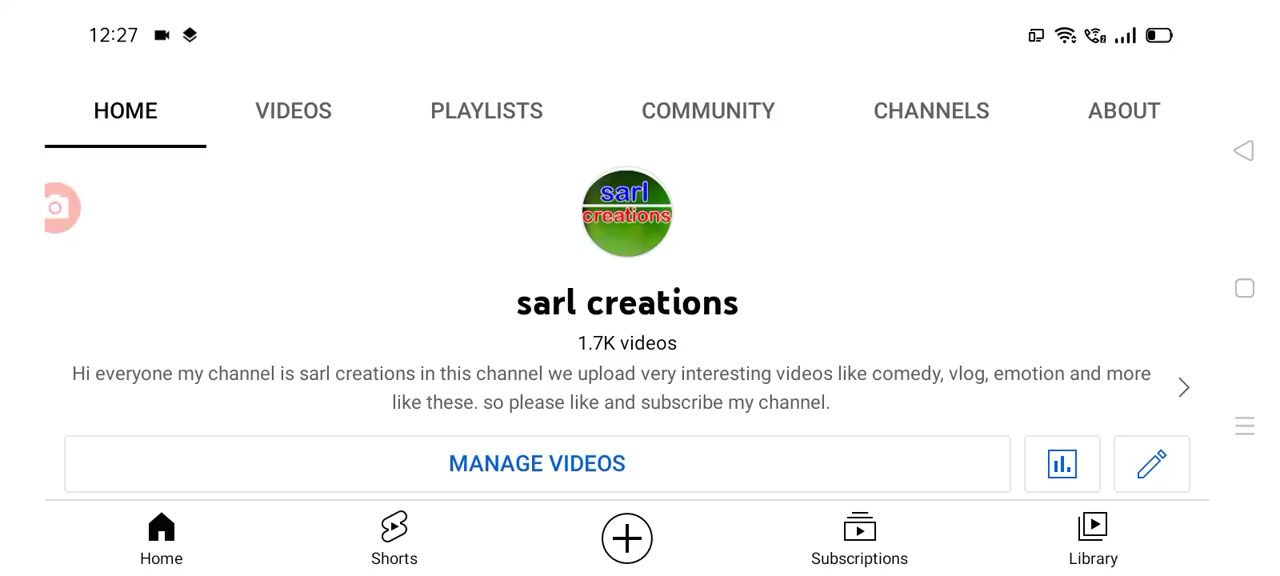 12:27
HOME VIDEOS PLAYLISTS COMMUNITY CHANNELS ABOUT
sarl
creations
sarl creations
1.7K videos
Hi everyone my channel is sarl creations in this channel we upload very interesting videos like comedy, vlog, emotion and more
like these. so please like and subscribe my channel.
MANAGE VIDEOS
Home Shorts Subscriptions Library